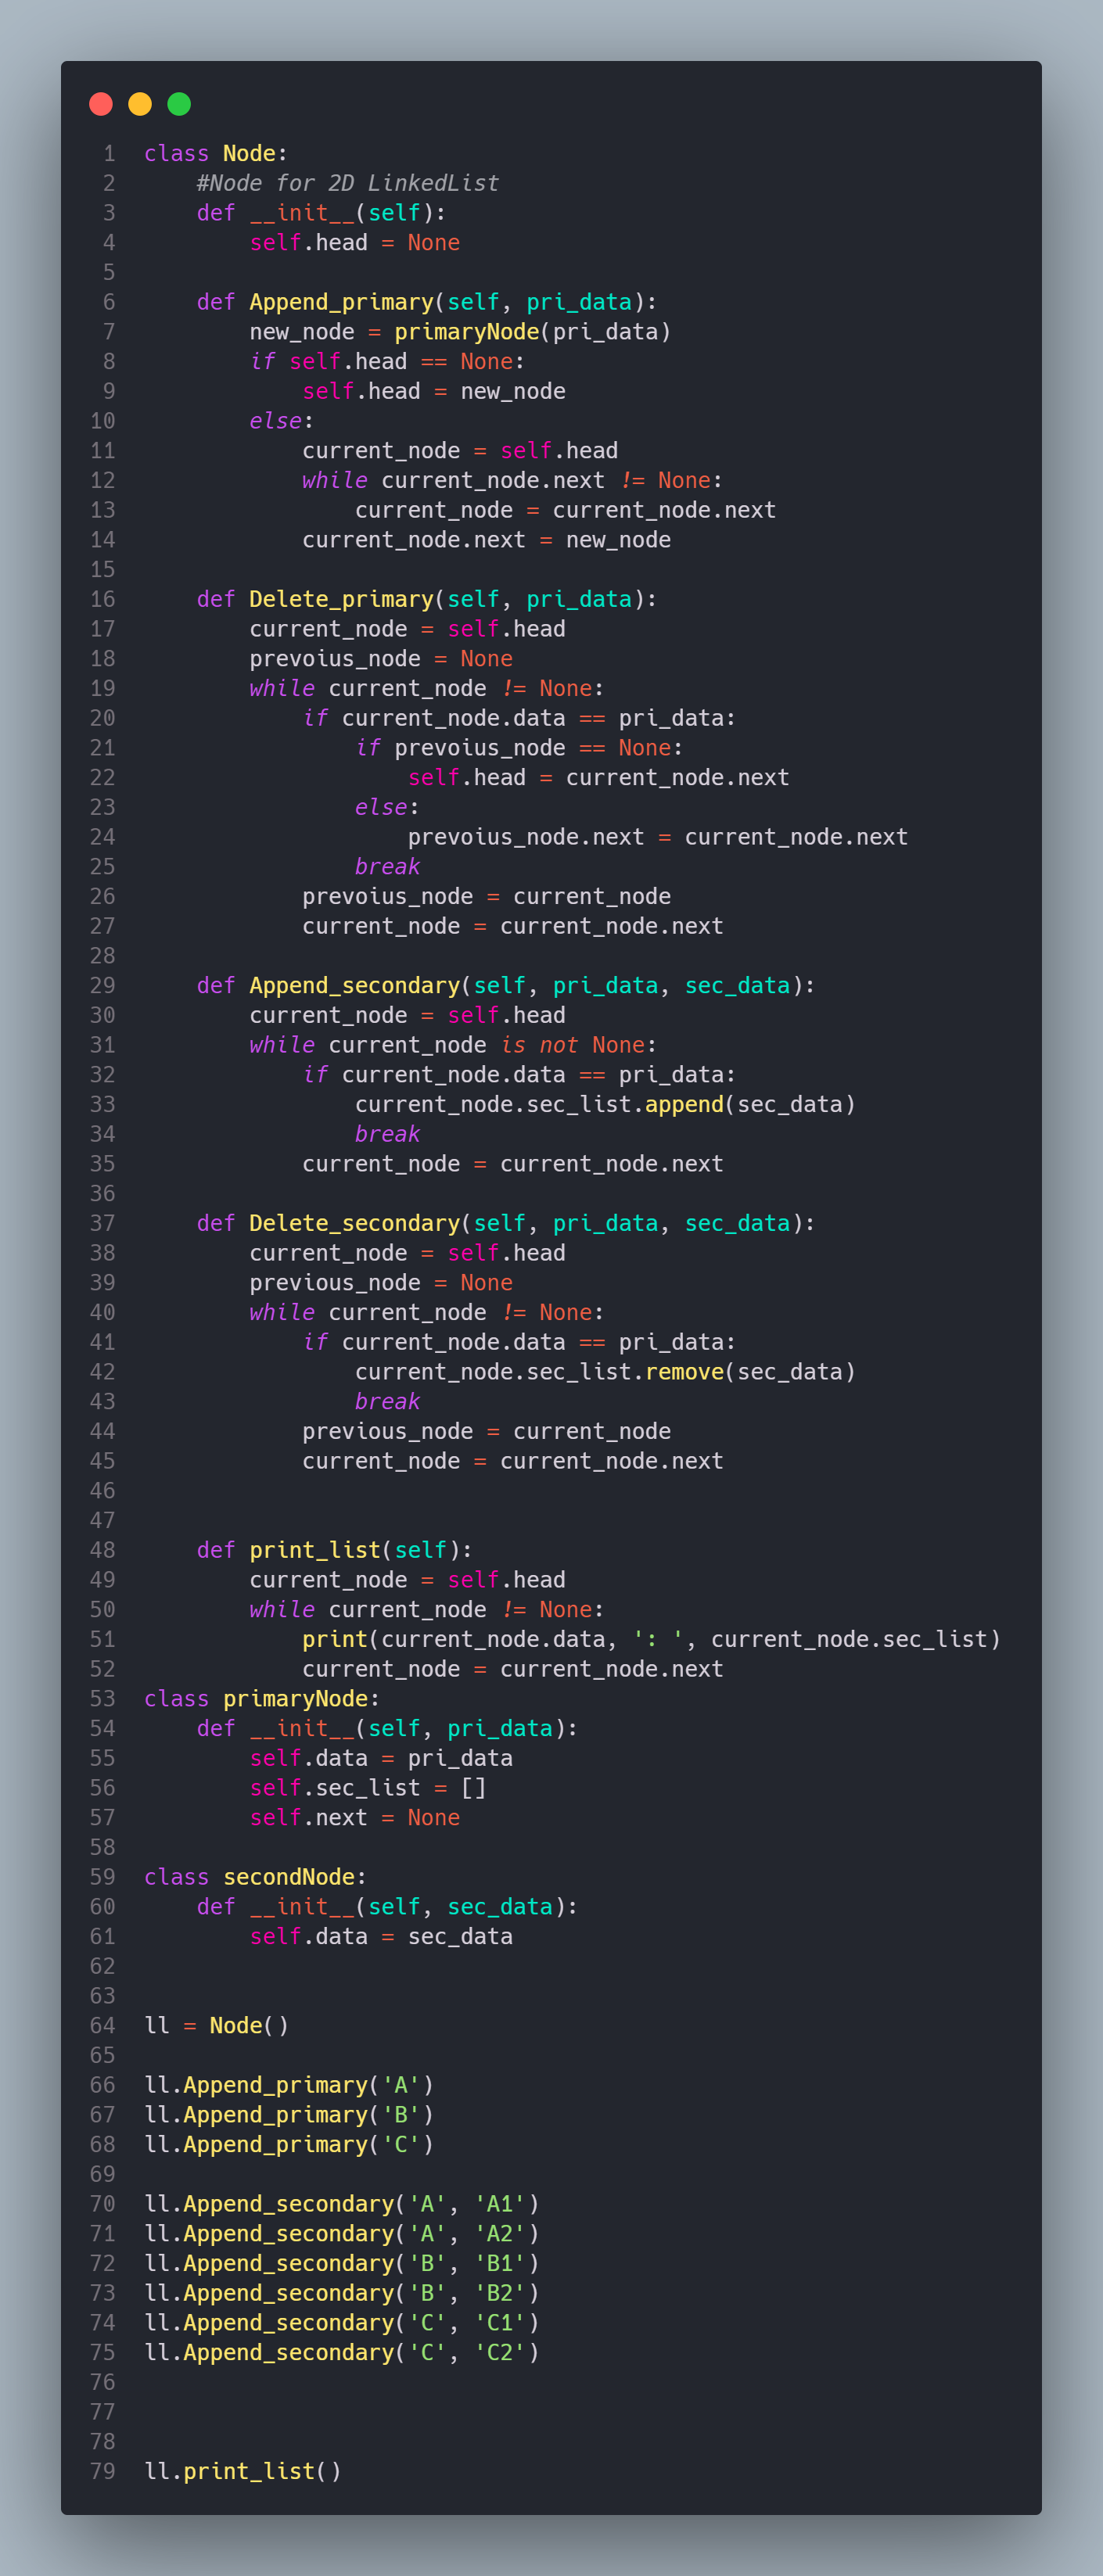 1 class Node:
2     #Node for 2D LinkedList
3     def __init__(self):
4         self.head = None
5
6     def Append_primary(self, pri_data):
7         new_node = primaryNode(pri_data)
8         if self.head == None:
9             self.head = new_node
10         else:
11             current_node = self.head
12             while current_node.next != None:
13                 current_node = current_node.next
14             current_node.next = new_node
15
16     def Delete_primary(self, pri_data):
17         current_node = self.head
18         prevoius_node = None
19         while current_node != None:
20             if current_node.data == pri_data:
21                 if prevoius_node == None:
22                     self.head = current_node.next
23                 else:
24                     prevoius_node.next = current_node.next
25                 break
26             prevoius_node = current_node
27             current_node = current_node.next
28
29     def Append_secondary(self, pri_data, sec_data):
30         current_node = self.head
31         while current_node is not None:
32             if current_node.data == pri_data:
33                 current_node.sec_list.append(sec_data)
34                 break
35             current_node = current_node.next
36
37     def Delete_secondary(self, pri_data, sec_data):
38         current_node = self.head
39         previous_node = None
40         while current_node != None:
41             if current_node.data == pri_data:
42                 current_node.sec_list.remove(sec_data)
43                 break
44             previous_node = current_node
45             current_node = current_node.next
46
47
48     def print_list(self):
49         current_node = self.head
50         while current_node != None:
51             print(current_node.data, ': ', current_node.sec_list)
52             current_node = current_node.next
53 class primaryNode:
54     def __init__(self, pri_data):
55         self.data = pri_data
56         self.sec_list = []
57         self.next = None
58
59 class secondNode:
60     def __init__(self, sec_data):
61         self.data = sec_data
62
63
64 ll = Node()
65
66 ll.Append_primary('A')
67 ll.Append_primary('B')
68 ll.Append_primary('C')
69
70 ll.Append_secondary('A', 'A1')
71 ll.Append_secondary('A', 'A2')
72 ll.Append_secondary('B', 'B1')
73 ll.Append_secondary('B', 'B2')
74 ll.Append_secondary('C', 'C1')
75 ll.Append_secondary('C', 'C2')
76
77
78
79 ll.print_list()